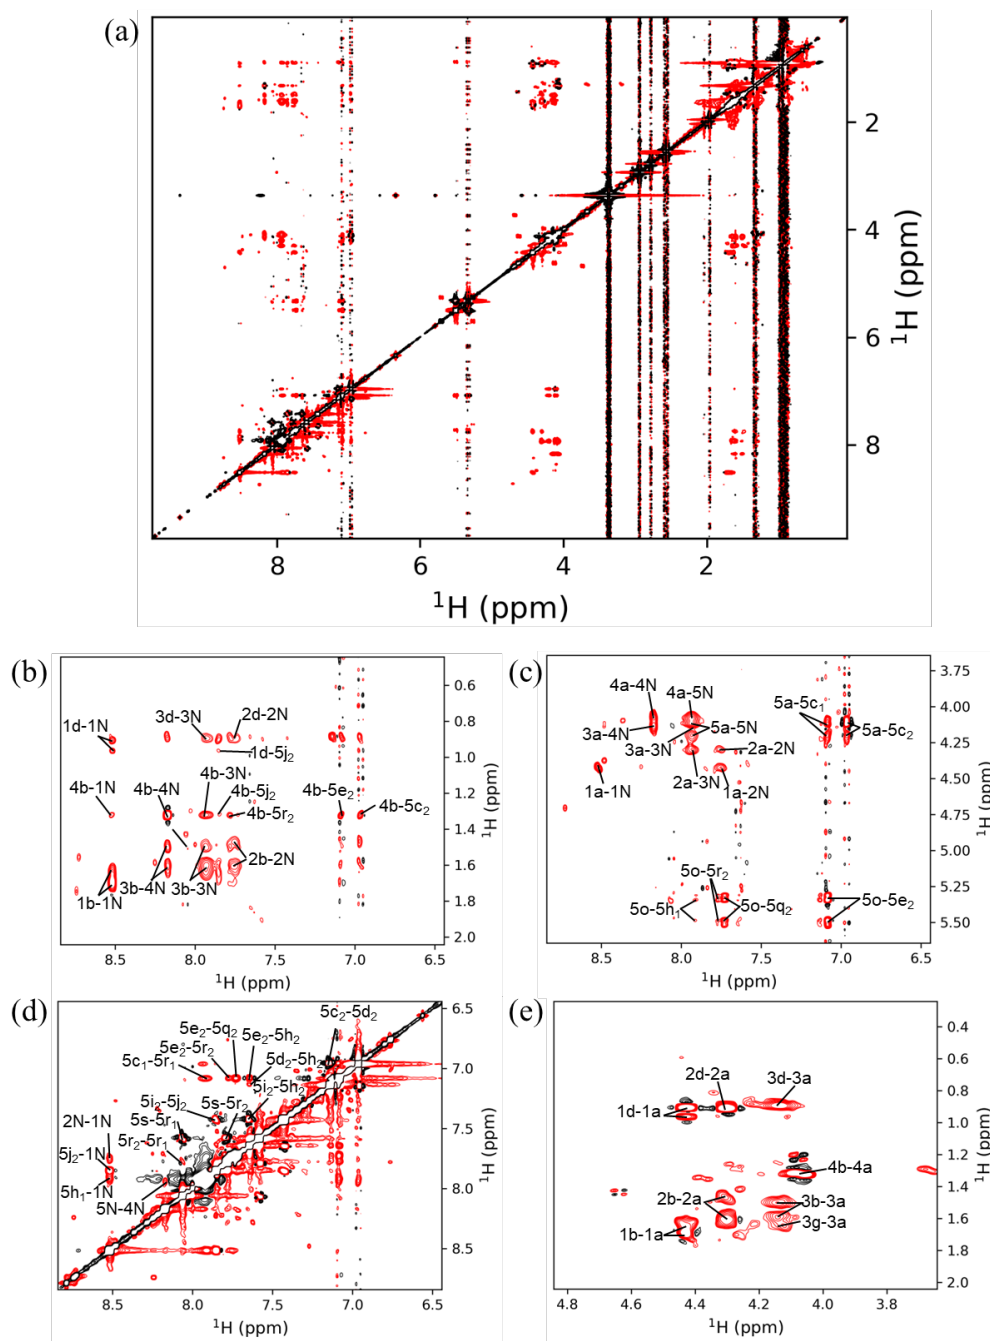 (a)
2
4
6
8
¹H (ppm)
8
6
4
2
¹H (ppm)
(b)
1d-1N
3d-3N
2d-2N
1d-5j₂
4b-1N
4b-4N
4b-3N
4b-5j₂
4b-5r₂
4b-5e₂
4b-5c₂
1b-1N
3b-4N
3b-3N
2b-2N
0.6
0.8
1.0
1.2
1.4
1.6
1.8
2.0
¹H (ppm)
8.5
8.0
7.5
7.0
6.5
¹H (ppm)
(c)
4a-4N
4a-5N
5a-5c₁
3a-4N
3a-3N
5a-5N
5a-5c₂
2a-2N
1a-1N
2a-3N
1a-2N
5o-5r₂
5o-5h₁
5o-5q₂
5o-5e₂
3.75
4.00
4.25
4.50
4.75
5.00
5.25
5.50
¹H (ppm)
8.5
8.0
7.5
7.0
6.5
¹H (ppm)
(d)
5c₂-5d₂
5e₂-5q₂
5e₂-5h₂
5e₂-5r₂
5c₁-5r₁
5d₂-5h₂
5i₂-5h₂
5i₂-5j₂
5s-5r₂
2N-1N
5s-5r₁
5r₂-5r₁
5j₂-1N
5h₁-1N
5N-4N
6.5
7.0
7.5
8.0
8.5
¹H (ppm)
8.5
8.0
7.5
7.0
6.5
¹H (ppm)
(e)
2d-2a
3d-3a
1d-1a
4b-4a
2b-2a
3b-3a
1b-1a
3g-3a
0.4
0.6
0.8
1.0
1.2
1.4
1.6
1.8
2.0
¹H (ppm)
4.8
4.6
4.4
4.2
4.0
3.8
¹H (ppm)